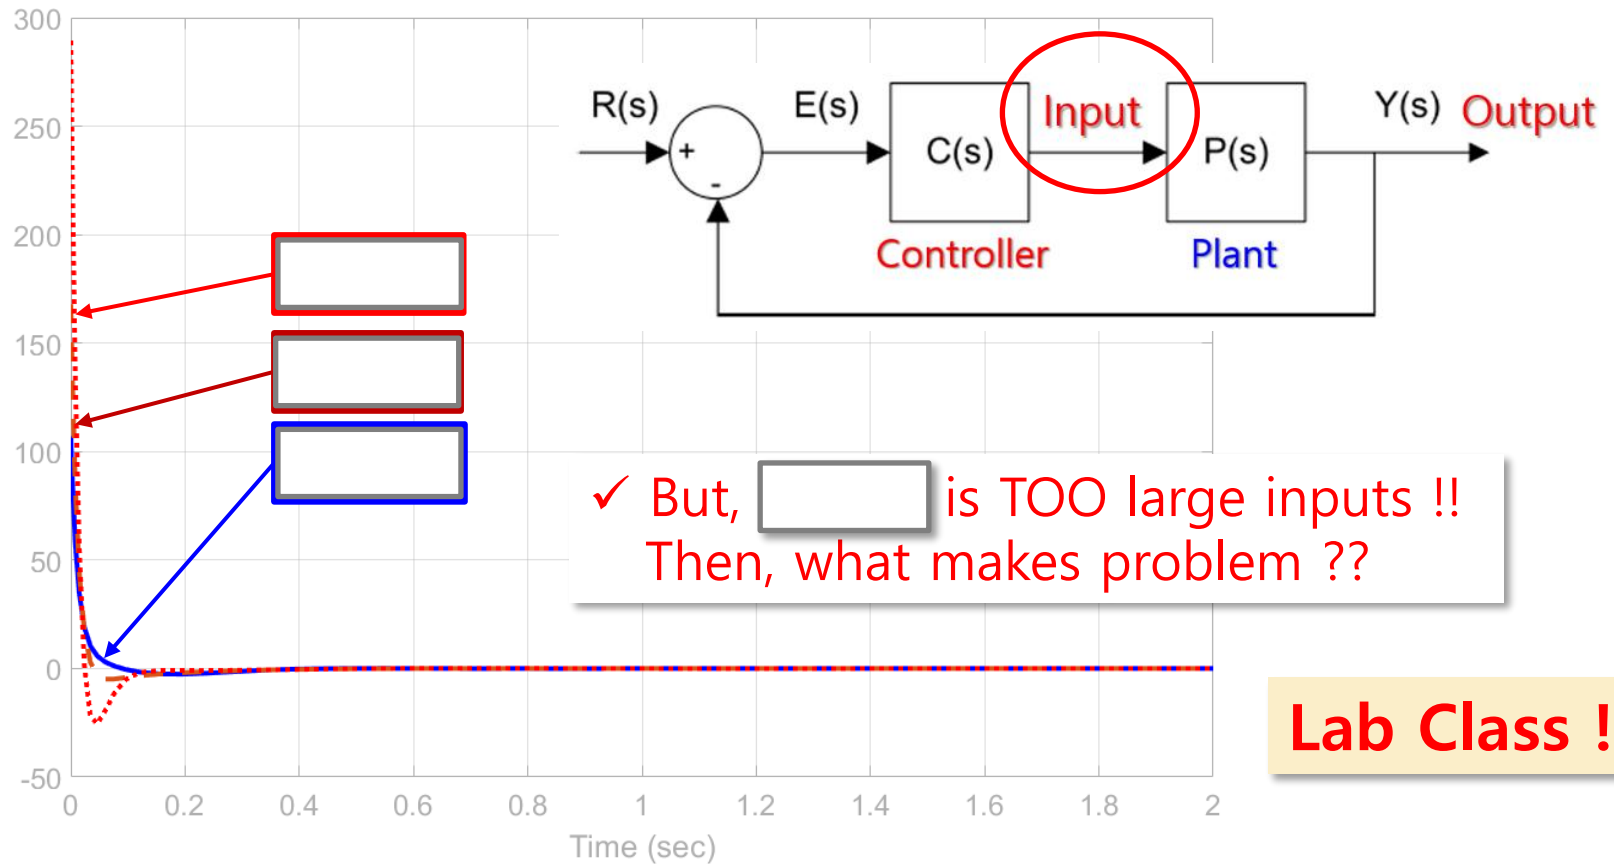 300
250
200
150
100
50
0
-50
0 0.2 0.4 0.6 0.8 1 1.2 1.4 1.6 1.8 2
Time (sec)
R(s) E(s) Input Y(s) Output
+ C(s) P(s)
-
Controller Plant
✓ But, is TOO large inputs !!
Then, what makes problem ??
Lab Class !